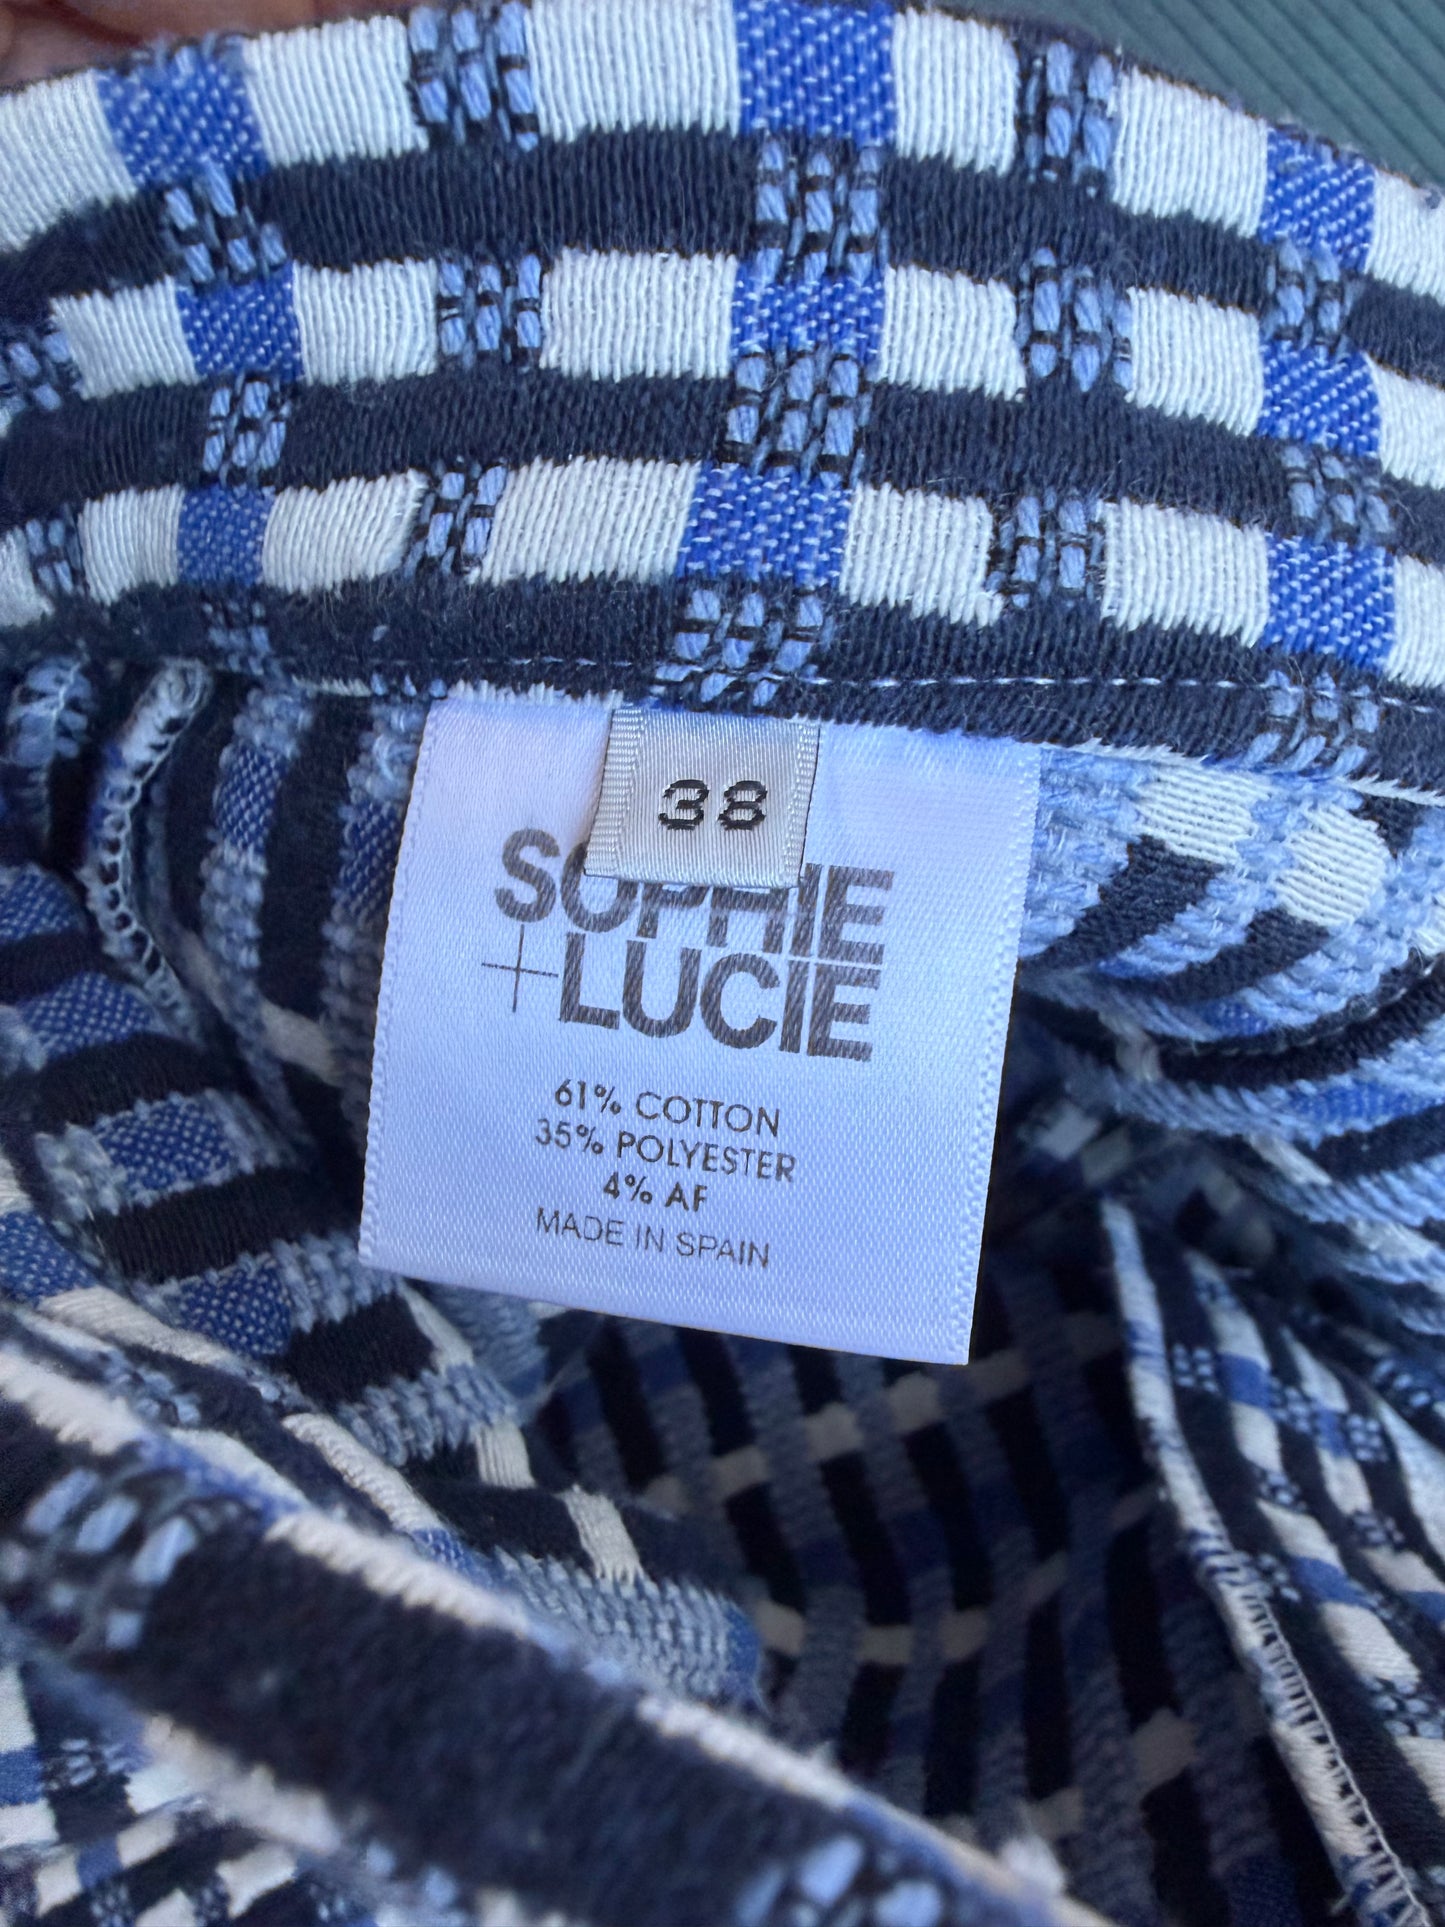 38
SOPHIE
+LUCIE
61% COTTON
35% POLYESTER
4% AF
MADE IN SPAIN